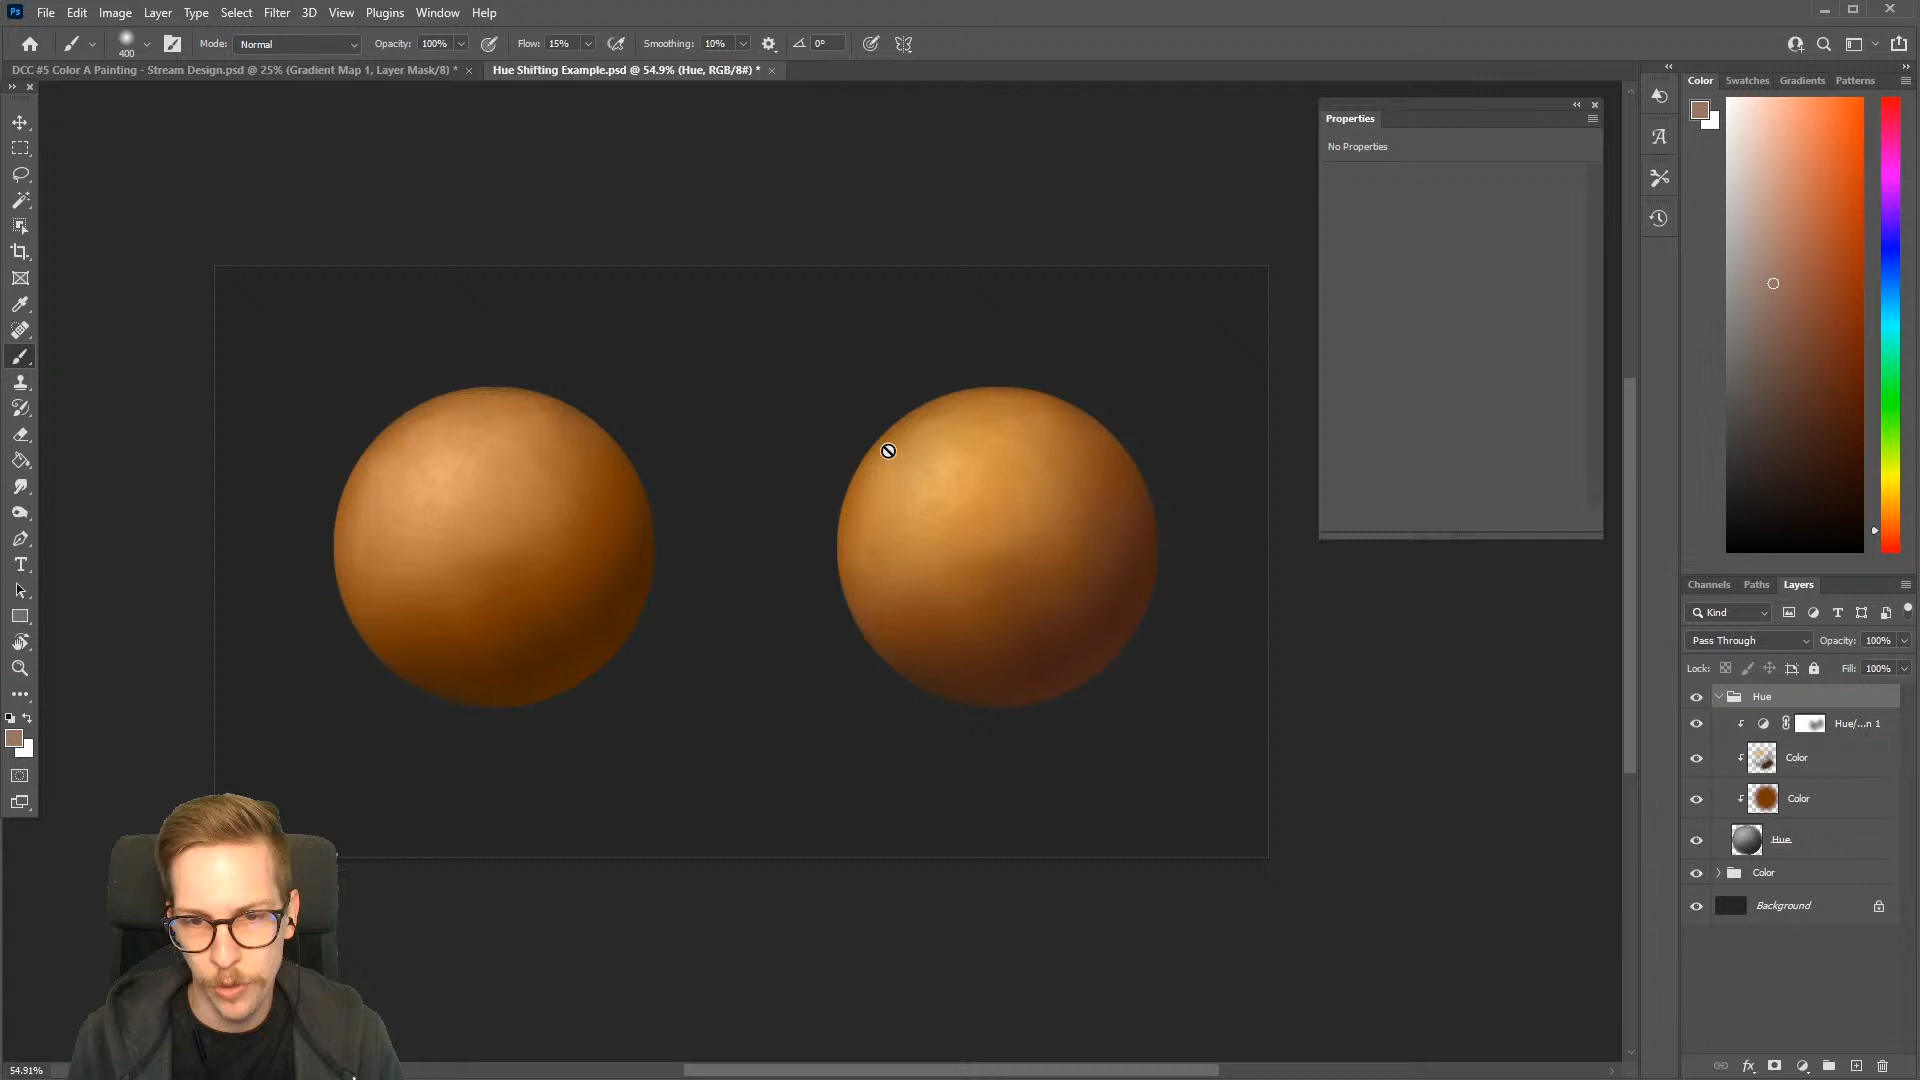 Ps File Edit Image Layer Type Select Filter 3D View Plugins Window Help
400 Mode: Normal Opacity: 100% Flow: 15% Smoothing: 10% 0°
DCC #5 Color A Painting - Stream Design.psd @ 25% (Gradient Map 1, Layer Mask/8) * Hue Shifting Example.psd @ 54.9% (Hue, RGB/8#) *
Color Swatches Gradients Patterns
Properties
No Properties
Channels Paths Layers
Kind
Pass Through Opacity: 100%
Lock: Fill: 100%
Hue
Hue/...n 1
Color
Color
Hue
Color
Background
54.91%